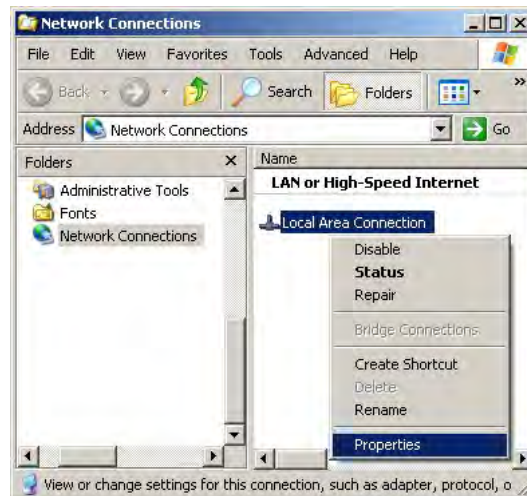 Network Connections
File Edit View Favorites Tools Advanced Help
Back Search Folders »
Address Network Connections Go
Folders X Name
Administrative Tools
Fonts
Network Connections
LAN or High-Speed Internet
Local Area Connection
Disable
Status
Repair
Bridge Connections
Create Shortcut
Delete
Rename
Properties
View or change settings for this connection, such as adapter, protocol, o